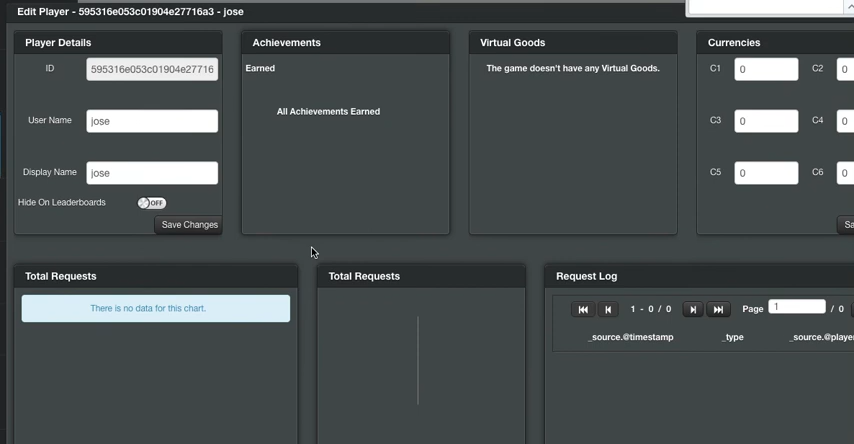 Edit Player - 595316e053c01904e27716a3 - jose
Player Details
ID
595316e053c01904e27716
User Name
jose
Display Name
jose
Hide On Leaderboards
OFF
Save Changes
Achievements
Earned
All Achievements Earned
Virtual Goods
The game doesn't have any Virtual Goods.
Currencies
C1 0 C2 0
C3 0 C4 0
C5 0 C6 0
Sa
Total Requests
There is no data for this chart.
Total Requests
Request Log
1 - 0 / 0 Page 1 / 0
_source.@timestamp _type _source.@player